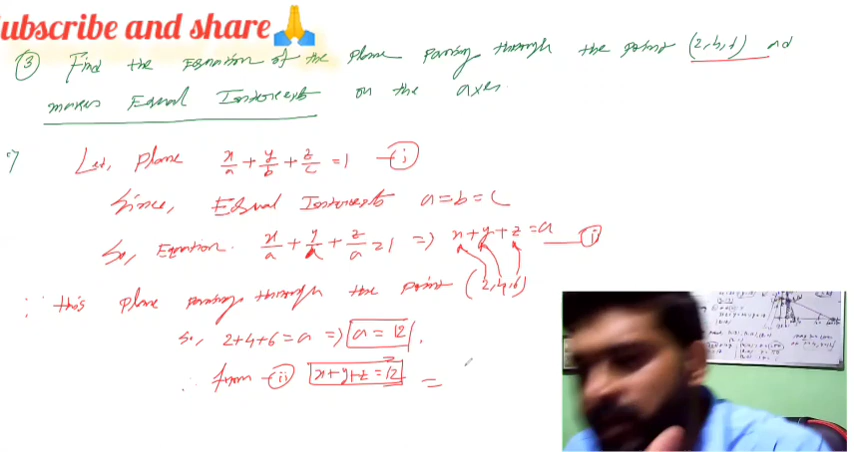 ubscribe and share🙏
③ Find the Equation of the plane passing through the point (2,4,6) and
makes Equal Intercepts on the axes.
=> Let, plane x/a + y/b + z/c = 1 —(i)
Since, Equal Intercepts a=b=c
So, Equation. x/a + y/a + z/a = 1 => x+y+z = a —(ii)
∵ this plane passing through the point (2,4,6)
So, 2+4+6 = a => a = 12.
∴ from —(ii) x+y+z = 12 =